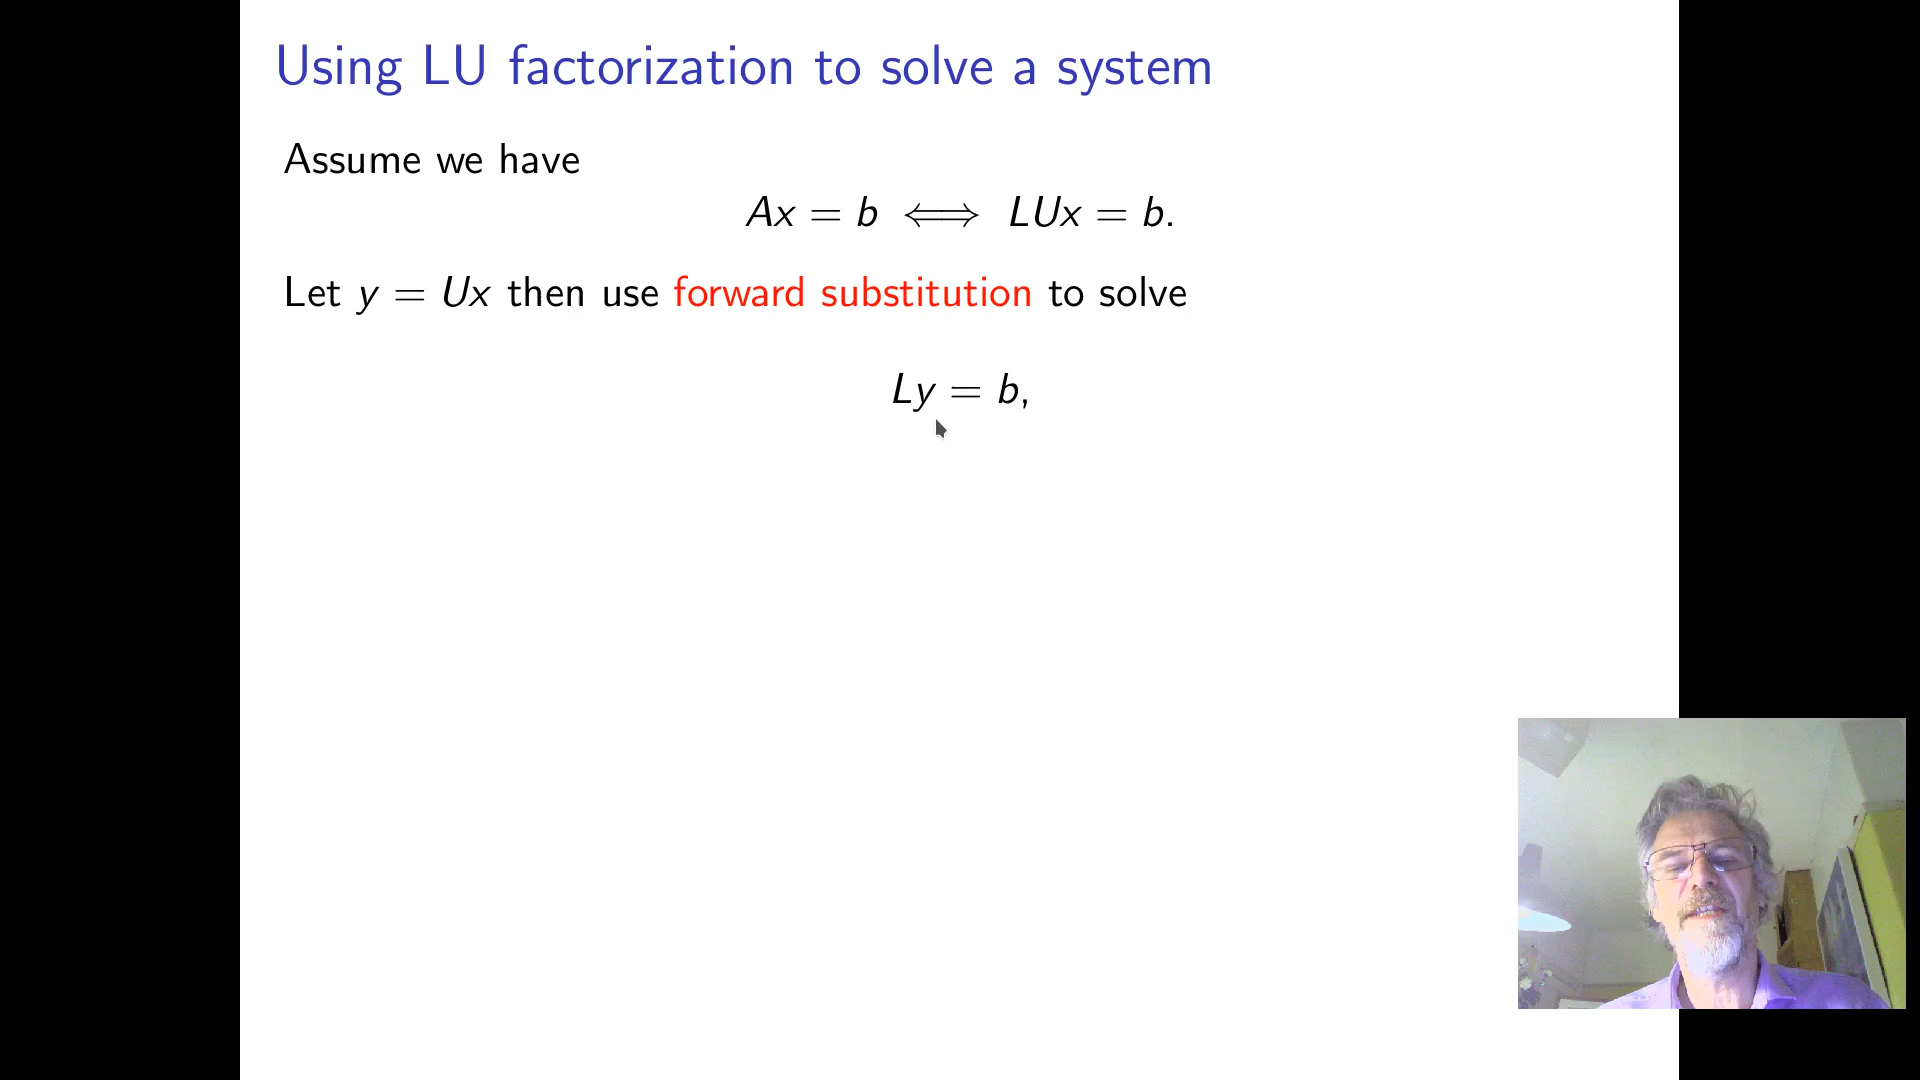 Using LU factorization to solve a system
Assume we have
Ax = b ⟺ LUx = b.
Let y = Ux then use forward substitution to solve
Ly = b,